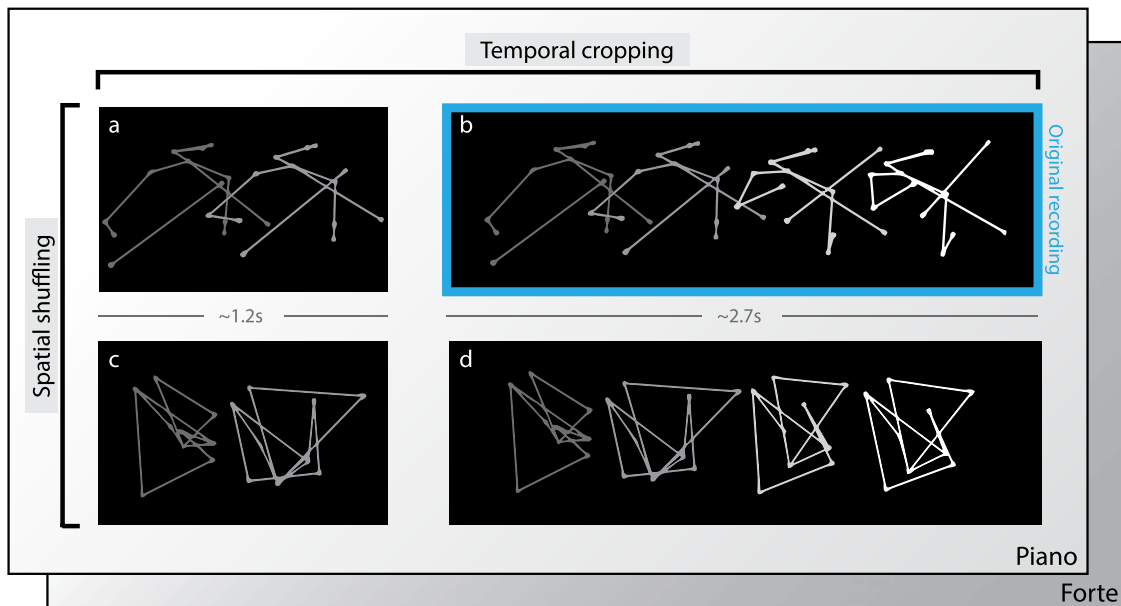 Temporal cropping
a
b
Original recording
Spatial shuffling
~1.2s
~2.7s
c
d
Piano
Forte